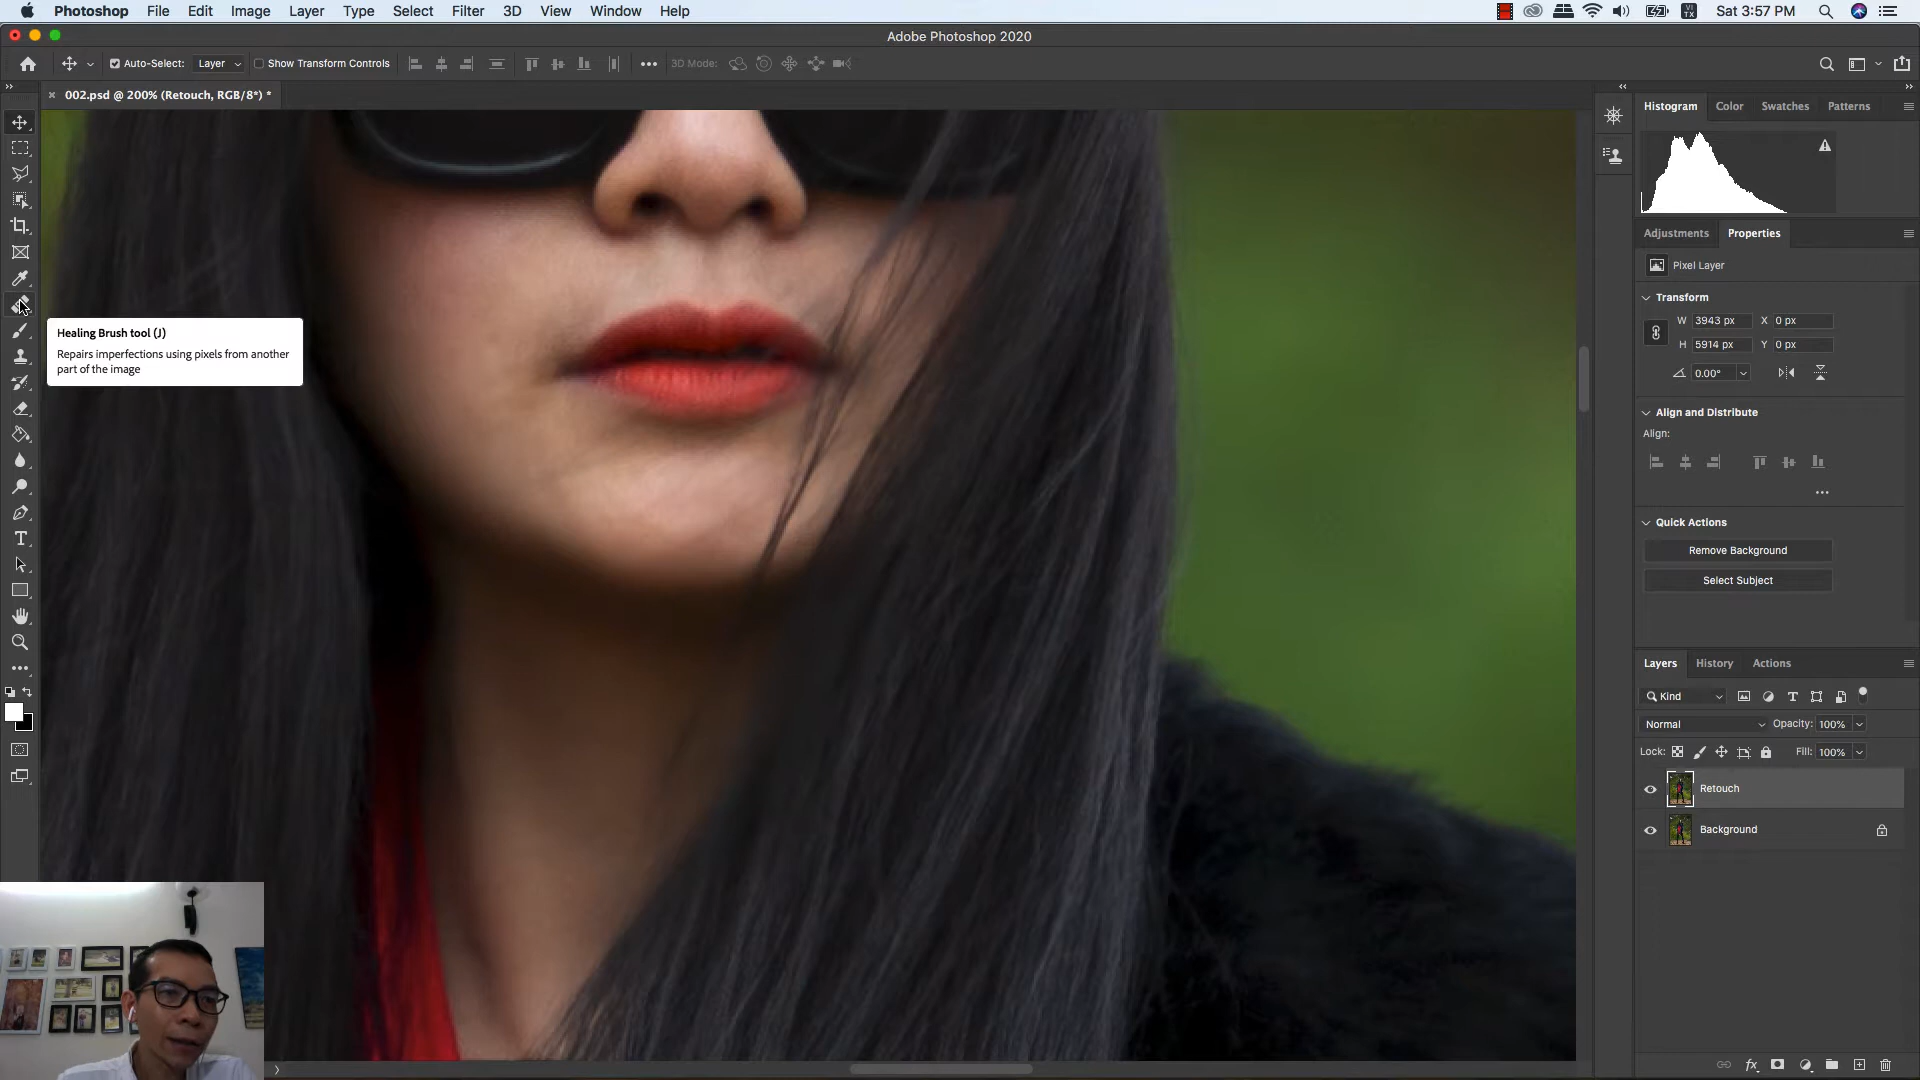 Photoshop File Edit Image Layer Type Select Filter 3D View Window Help
VI
TX
Sat 3:57 PM
Adobe Photoshop 2020
Auto-Select: Layer Show Transform Controls 3D Mode:
002.psd @ 200% (Retouch, RGB/8*) *
Histogram Color Swatches Patterns
Adjustments Properties
Pixel Layer
Transform
W 3943 px X 0 px
H 5914 px Y 0 px
0.00°
Align and Distribute
Align:
Quick Actions
Remove Background
Select Subject
Healing Brush tool (J)
Repairs imperfections using pixels from another
part of the image
Layers History Actions
Kind
Normal Opacity: 100%
Lock: Fill: 100%
Retouch
Background